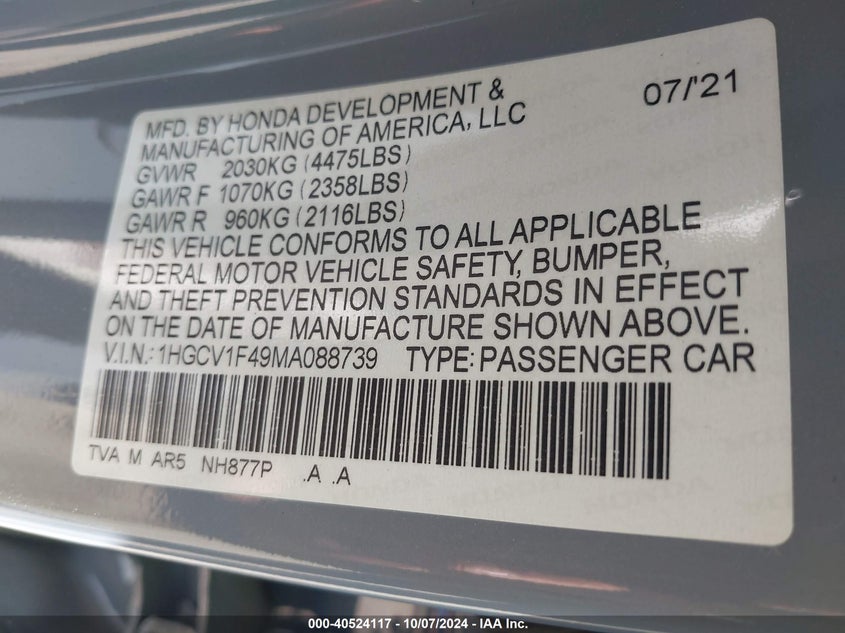 MFD. BY HONDA DEVELOPMENT &
MANUFACTURING OF AMERICA, LLC
07/'21
GVWR 2030KG (4475LBS)
GAWR F 1070KG (2358LBS)
GAWR R 960KG (2116LBS)
THIS VEHICLE CONFORMS TO ALL APPLICABLE
FEDERAL MOTOR VEHICLE SAFETY, BUMPER,
AND THEFT PREVENTION STANDARDS IN EFFECT
ON THE DATE OF MANUFACTURE SHOWN ABOVE.
V.I.N.: 1HGCV1F49MA088739 TYPE: PASSENGER CAR
TVA M AR5 NH877P .A .A
000-40524117 - 10/07/2024 - IAA Inc.